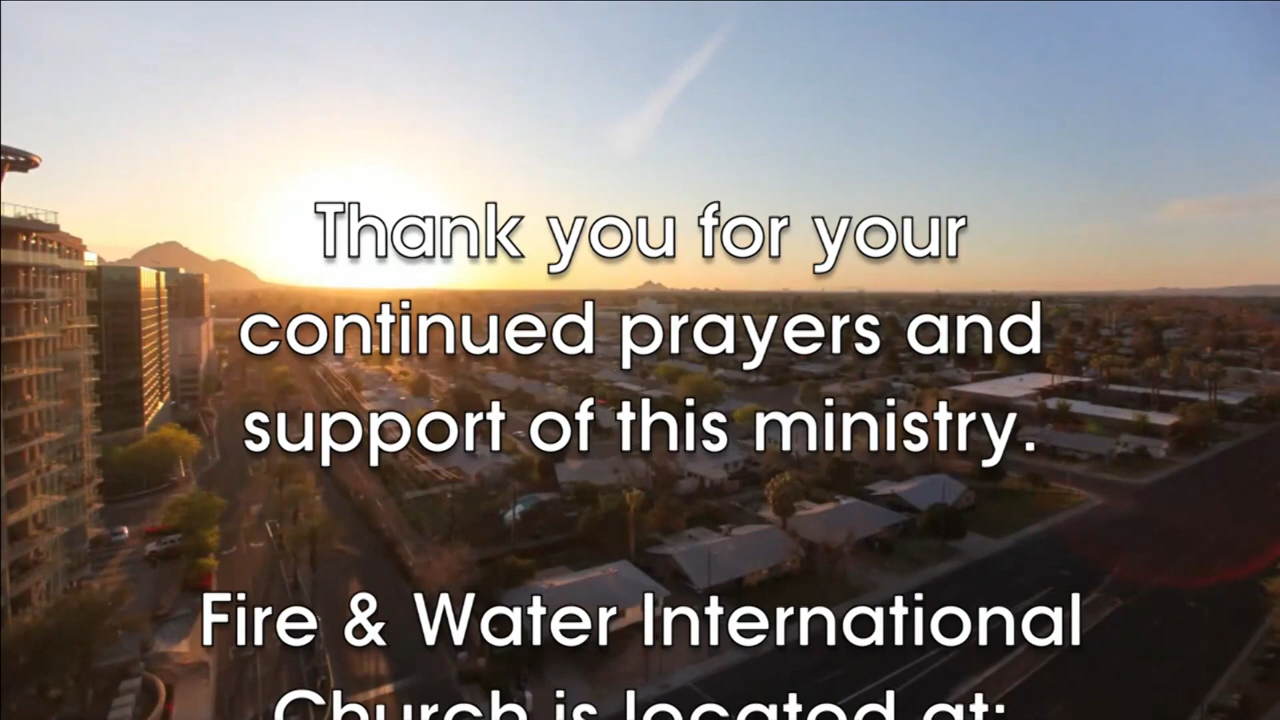 Thank you for your
continued prayers and
support of this ministry.
Fire & Water International
Church is located at: